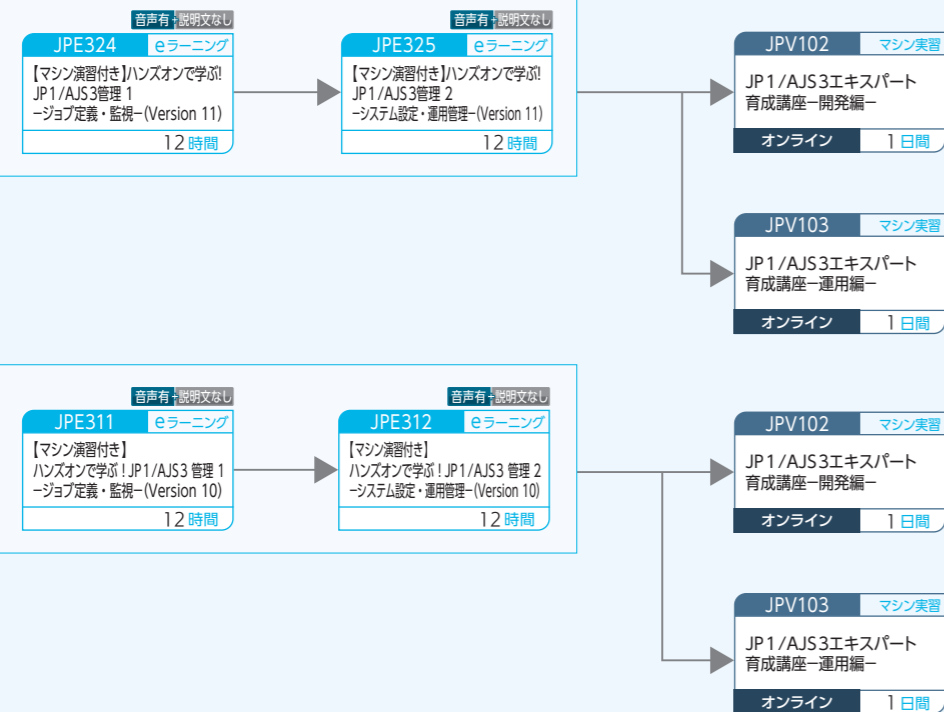 音声有 説明文なし
JPE324 eラーニング
【マシン演習付き】ハンズオンで学ぶ!
JP1/AJS3管理 1
−ジョブ定義・監視−(Version 11)
12時間
音声有 説明文なし
JPE325 eラーニング
【マシン演習付き】ハンズオンで学ぶ!
JP1/AJS3管理 2
−システム設定・運用管理−(Version 11)
12時間
JPV102 マシン実習
JP1/AJS3エキスパート
育成講座−開発編−
オンライン 1日間
JPV103 マシン実習
JP1/AJS3エキスパート
育成講座−運用編−
オンライン 1日間
音声有 説明文なし
JPE311 eラーニング
【マシン演習付き】
ハンズオンで学ぶ!JP1/AJS3 管理 1
−ジョブ定義・監視−(Version 10)
12時間
音声有 説明文なし
JPE312 eラーニング
【マシン演習付き】
ハンズオンで学ぶ!JP1/AJS3 管理 2
−システム設定・運用管理−(Version 10)
12時間
JPV102 マシン実習
JP1/AJS3エキスパート
育成講座−開発編−
オンライン 1日間
JPV103 マシン実習
JP1/AJS3エキスパート
育成講座−運用編−
オンライン 1日間